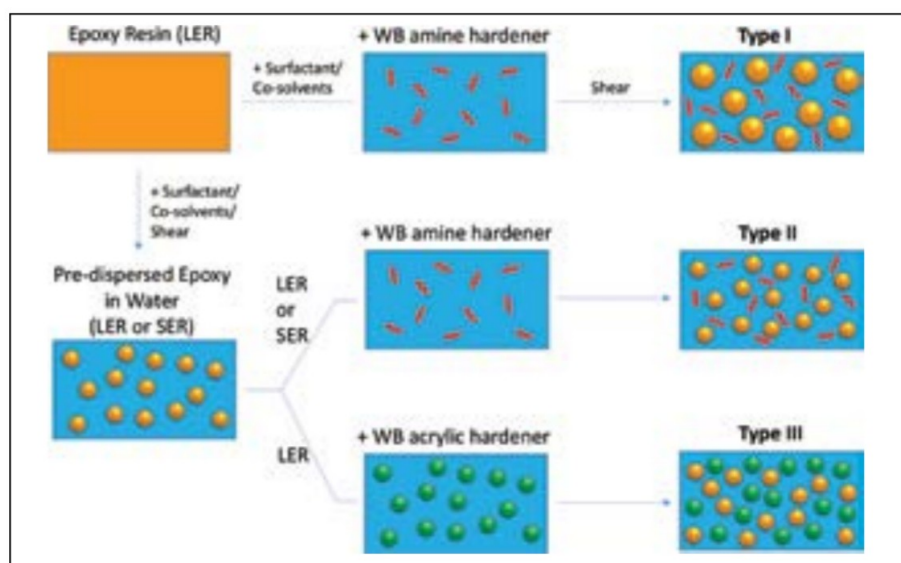 Epoxy Resin (LER)
+ Surfactant/
Co-solvents
+ WB amine hardener
Shear
Type I
+ Surfactant/
Co-solvents/
Shear
Pre-dispersed Epoxy
in Water
(LER or SER)
LER
or
SER
+ WB amine hardener
Type II
LER
+ WB acrylic hardener
Type III